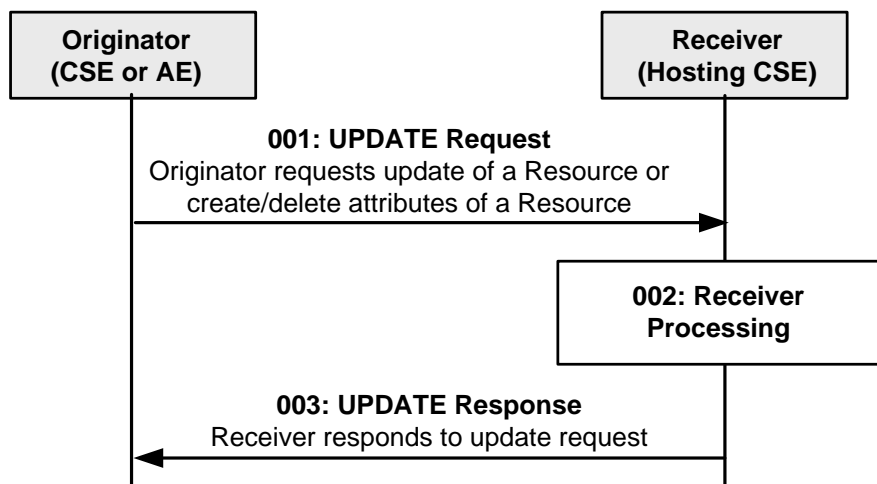 Originator
(CSE or AE)
Receiver
(Hosting CSE)
001: UPDATE Request
Originator requests update of a Resource or
create/delete attributes of a Resource
002: Receiver
Processing
003: UPDATE Response
Receiver responds to update request